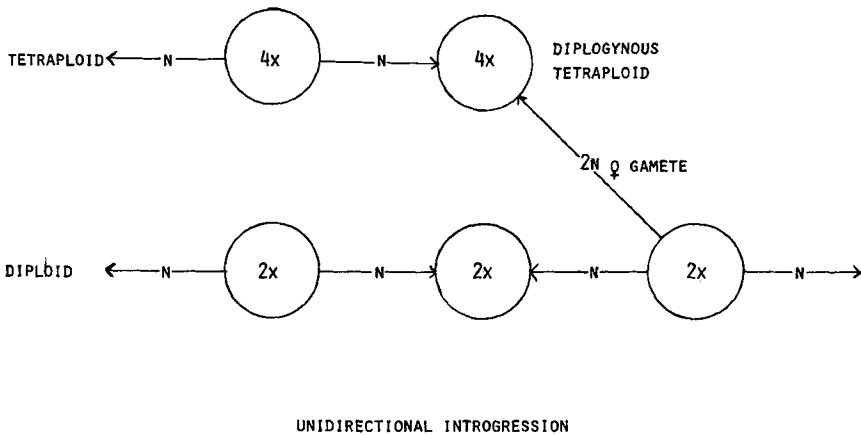 TETRAPLOID
N
4x
N
4x
DIPLOGYNOUS
TETRAPLOID
2N ♀ GAMETE
DIPLOID
N
2x
N
2x
N
2x
N
UNIDIRECTIONAL INTROGRESSION